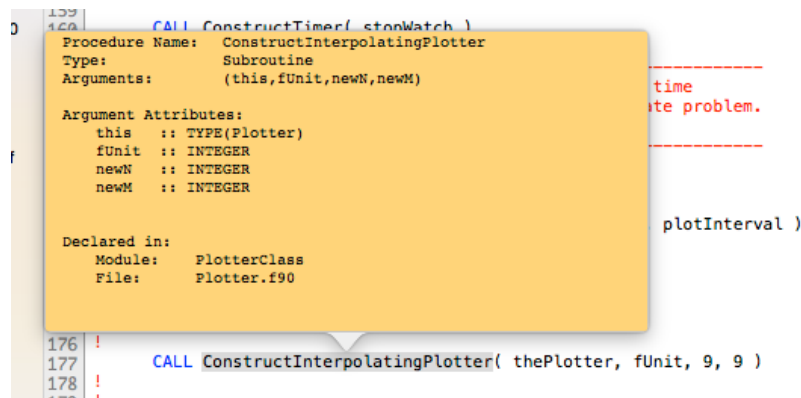 159
160 CALL ConstructTimer( stopWatch )
Procedure Name: ConstructInterpolatingPlotter
Type: Subroutine
Arguments: (this,fUnit,newN,newM)
time
problem.
Argument Attributes:
this :: TYPE(Plotter)
fUnit :: INTEGER
newN :: INTEGER
newM :: INTEGER
plotInterval )
Declared in:
Module: PlotterClass
File: Plotter.f90
176 !
177 CALL ConstructInterpolatingPlotter( thePlotter, fUnit, 9, 9 )
178 !